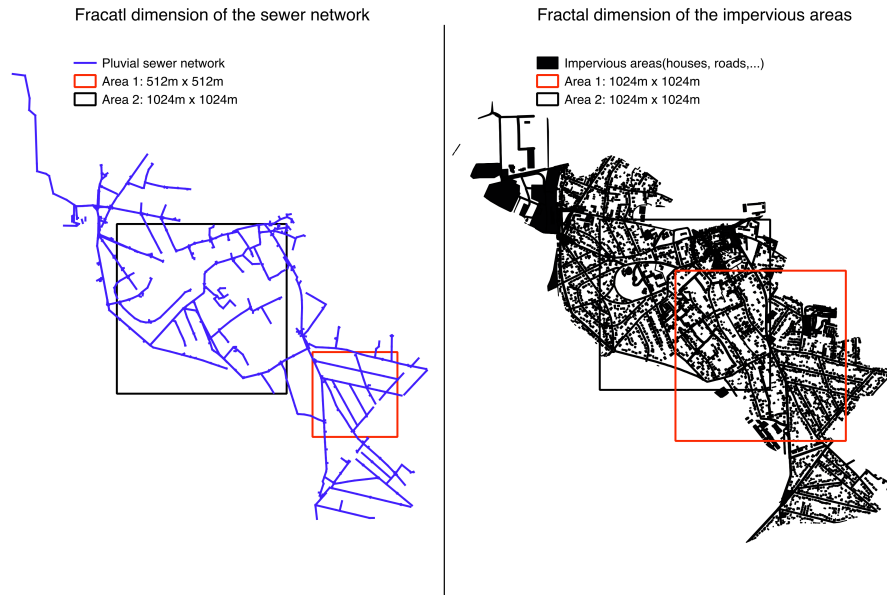 Fracatl dimension of the sewer network
Pluvial sewer network
Area 1: 512m x 512m
Area 2: 1024m x 1024m
Fractal dimension of the impervious areas
Impervious areas(houses, roads,...)
Area 1: 1024m x 1024m
Area 2: 1024m x 1024m